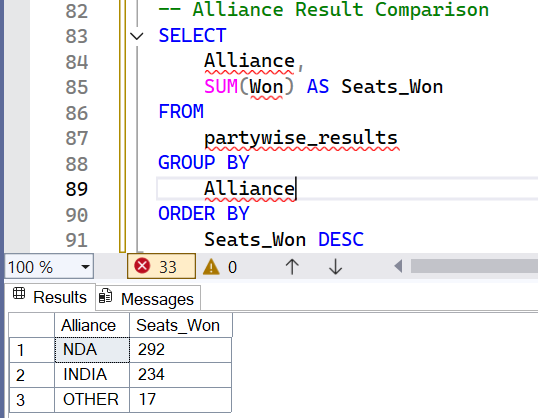 82 -- Alliance Result Comparison
83 SELECT
84 Alliance,
85 SUM(Won) AS Seats_Won
86 FROM
87 partywise_results
88 GROUP BY
89 Alliance
90 ORDER BY
91 Seats_Won DESC
100 % 33 0
Results Messages
Alliance Seats_Won
1 NDA 292
2 INDIA 234
3 OTHER 17